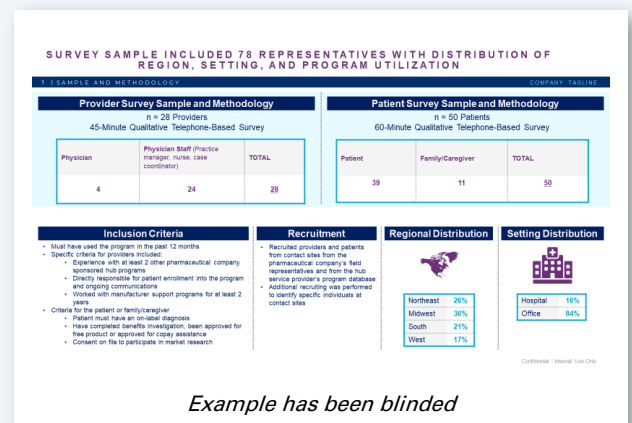 SURVEY SAMPLE INCLUDED 78 REPRESENTATIVES WITH DISTRIBUTION OF
REGION, SETTING, AND PROGRAM UTILIZATION
1 | SAMPLE AND METHODOLOGY
COMPANY TAGLINE
Provider Survey Sample and Methodology
n = 28 Providers
45-Minute Qualitative Telephone-Based Survey
Physician
Physician Staff (Practice
manager, nurse, case
coordinator)
TOTAL
4
24
28
Patient Survey Sample and Methodology
n = 50 Patients
60-Minute Qualitative Telephone-Based Survey
Patient
Family/Caregiver
TOTAL
39
11
50
Inclusion Criteria
• Must have used the program in the past 12 months
• Specific criteria for providers included:
• Experience with at least 2 other pharmaceutical company
sponsored hub programs
• Directly responsible for patient enrollment into the program
and ongoing communications
• Worked with manufacturer support programs for at least 2
years
• Criteria for the patient or family/caregiver
• Patient must have an on-label diagnosis
• Have completed benefits investigation, been approved for
free product or approved for copay assistance
• Consent on file to participate in market research
Recruitment
• Recruited providers and patients
from contact sites from the
pharmaceutical company's field
representatives and from the hub
service provider's program database
• Additional recruiting was performed
to identify specific individuals at
contact sites
Regional Distribution
Northeast 26%
Midwest 36%
South 21%
West 17%
Setting Distribution
Hospital 16%
Office 84%
Confidential - Internal Use Only
Example has been blinded